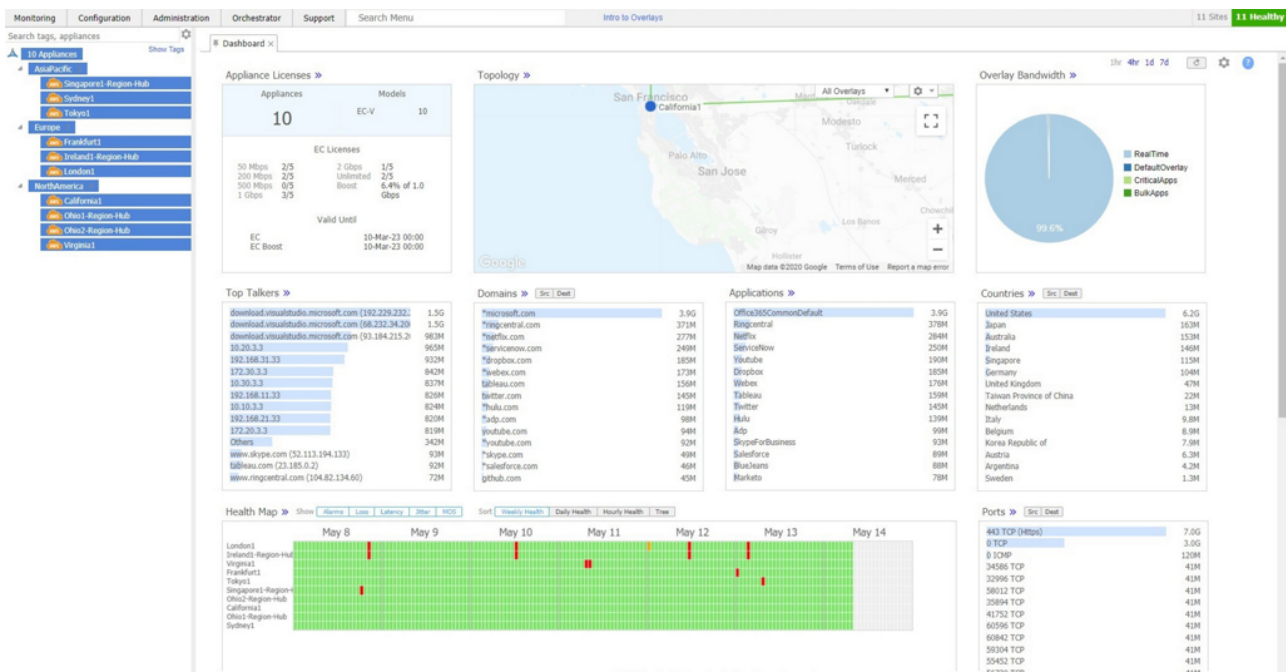 Monitoring Configuration Administration Orchestrator Support Search Menu Intro to Overlays 11 Sites 11 Healthy
Search tags, appliances
Show Tags
10 Appliances
AsiaPacific
Singapore1-Region-Hub
Sydney1
Tokyo1
Europe
Frankfurt1
Ireland1-Region-Hub
London1
NorthAmerica
California1
Ohio1-Region-Hub
Ohio2-Region-Hub
Virginia1
Dashboard ×
1hr 4hr 1d 7d
Appliance Licenses »
Appliances Models
10 EC-V 10
EC Licenses
50 Mbps 2/5 2 Gbps 1/5
200 Mbps 2/5 Unlimited 2/5
500 Mbps 0/5 Boost 6.4% of 1.0
1 Gbps 3/5 Gbps
Valid Until
EC 10-Mar-23 00:00
EC Boost 10-Mar-23 00:00
Topology »
All Overlays
San Francisco
California1
Oakdale
Modesto
Turlock
Palo Alto
San Jose
Merced
Chowchil
Los Banos
Gilroy
Hollister
Google
Map data ©2020 Google Terms of Use Report a map error
Overlay Bandwidth »
99.6%
RealTime
DefaultOverlay
CriticalApps
BulkApps
Top Talkers »
download.visualstudio.microsoft.com (192.229.232. 1.5G
download.visualstudio.microsoft.com (68.232.34.20 1.5G
download.visualstudio.microsoft.com (93.184.215.2 983M
10.20.3.3 965M
192.168.31.33 932M
172.30.3.3 842M
10.30.3.3 837M
192.168.11.33 826M
10.10.3.3 824M
192.168.21.33 820M
172.20.3.3 819M
Others 342M
www.skype.com (52.113.194.133) 93M
tableau.com (23.185.0.2) 92M
www.ringcentral.com (104.82.134.60) 72M
Domains » Src Dest
*microsoft.com 3.9G
*ringcentral.com 371M
*netflix.com 277M
*servicenow.com 249M
*dropbox.com 185M
*webex.com 173M
tableau.com 156M
twitter.com 145M
*hulu.com 119M
*adp.com 98M
youtube.com 94M
*youtube.com 92M
*skype.com 49M
*salesforce.com 46M
github.com 45M
Applications »
Office365CommonDefault 3.9G
Ringcentral 378M
Netflix 284M
ServiceNow 250M
Youtube 190M
Dropbox 185M
Webex 176M
Tableau 159M
Twitter 145M
Hulu 139M
Adp 99M
SkypeForBusiness 93M
Salesforce 89M
BlueJeans 88M
Marketo 78M
Countries » Src Dest
United States 6.2G
Japan 163M
Australia 153M
Ireland 146M
Singapore 115M
Germany 104M
United Kingdom 47M
Taiwan Province of China 22M
Netherlands 13M
Italy 9.8M
Belgium 8.9M
Korea Republic of 7.9M
Austria 6.3M
Argentina 4.2M
Sweden 1.3M
Health Map » Show Alarms Loss Latency Jitter MOS Sort Weekly Health Daily Health Hourly Health Tree
May 8 May 9 May 10 May 11 May 12 May 13 May 14
London1
Ireland1-Region-Hub
Virginia1
Frankfurt1
Tokyo1
Singapore1-Region-H
Ohio2-Region-Hub
California1
Ohio1-Region-Hub
Sydney1
Ports » Src Dest
443 TCP (Https) 7.0G
0 TCP 3.0G
0 ICMP 120M
34586 TCP 41M
32996 TCP 41M
58012 TCP 41M
35894 TCP 41M
41752 TCP 41M
60596 TCP 41M
60842 TCP 41M
59304 TCP 41M
55452 TCP 41M